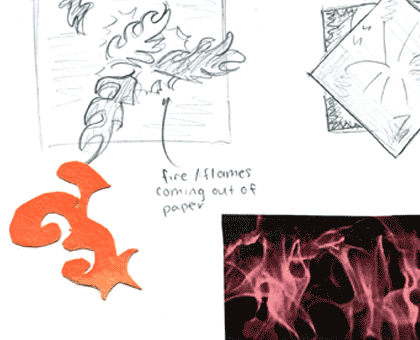 fire / flames
coming out of
paper